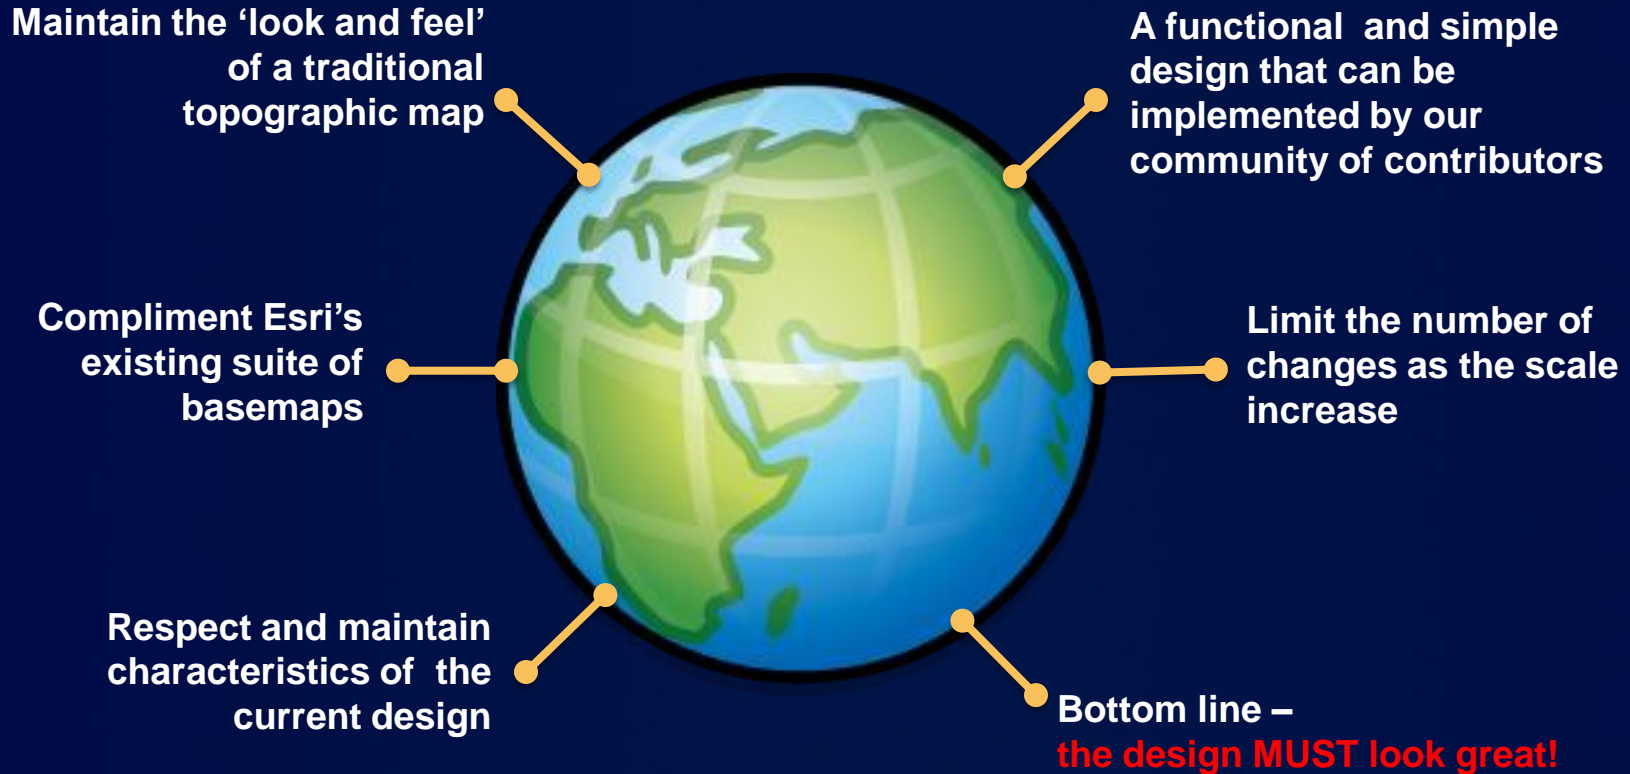 Maintain the ‘look and feel’
of a traditional
topographic map
A functional  and simple
design that can be
implemented by our
community of contributors
Compliment Esri’s
existing suite of
basemaps
Limit the number of
changes as the scale
increase
Respect and maintain
characteristics of  the
current design
Bottom line –
the design MUST look great!